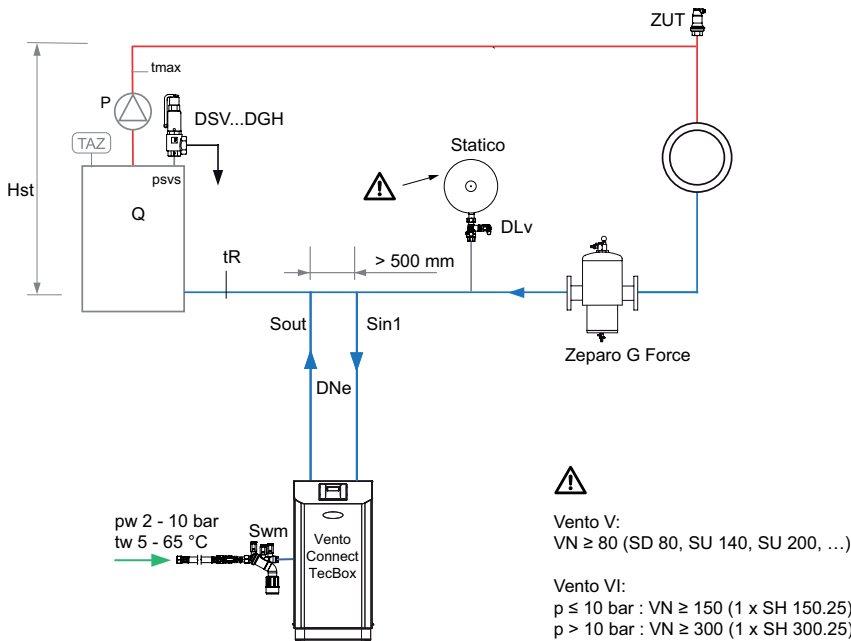 ZUT
tmax
P
DSV...DGH
TAZ
Statico
psvs
Hst
Q
DLv
tR
> 500 mm
Sout
Sin1
Zeparo G Force
DNe
pw 2 - 10 bar
tw 5 - 65 °C
Swm
Vento
Connect
TecBox
Vento V:
VN ≥ 80 (SD 80, SU 140, SU 200, …)
Vento VI:
p ≤ 10 bar : VN ≥ 150 (1 x SH 150.25)
p > 10 bar : VN ≥ 300 (1 x SH 300.25)